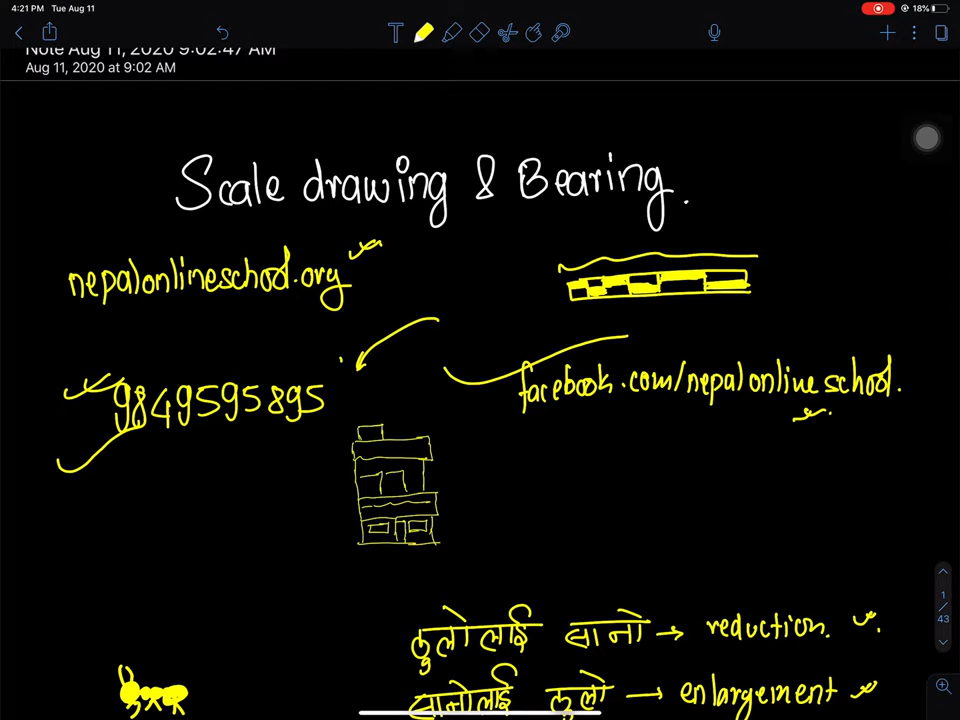 4:21 PM Tue Aug 11
18%
Note Aug 11, 2020 9:02:47 AM
Aug 11, 2020 at 9:02 AM
Scale drawing & Bearing.
nepalonlineschool.org
9849595895
facebook.com/nepalonlineschool.
ठुलोलाई सानो → reduction.
सानोलाई ठुलो → enlargement
1
/
43